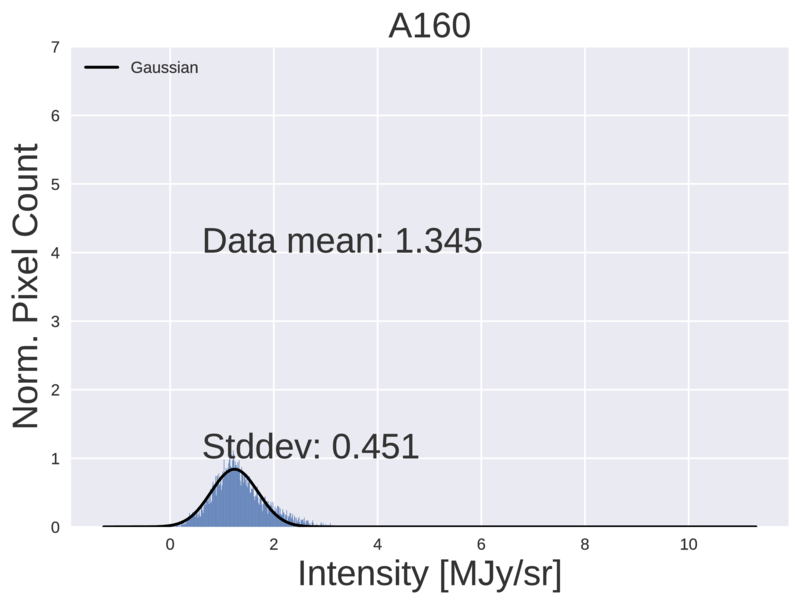 A160
Gaussian
Norm. Pixel Count
7
6
5
4
3
2
1
0
Data mean: 1.345
Stddev: 0.451
0 2 4 6 8 10
Intensity [MJy/sr]